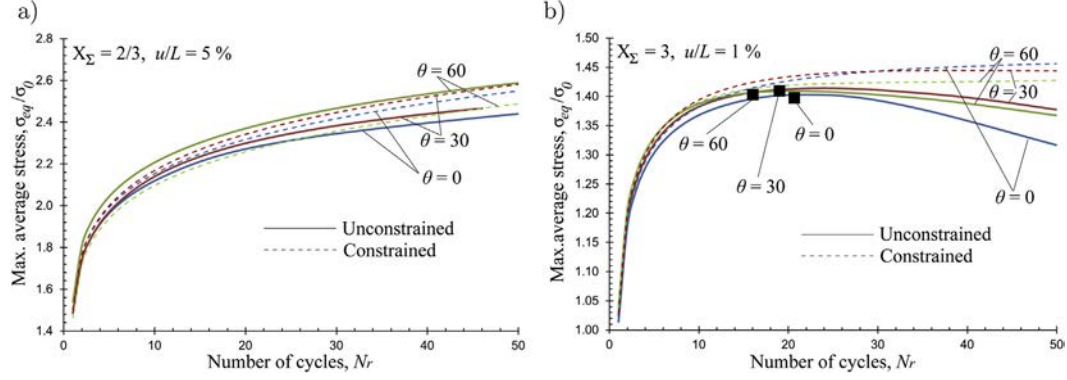 a)
X_Σ = 2/3, u/L = 5 %
Max. average stress, σ_eq/σ_0
2.8
2.6
2.4
2.2
2.0
1.8
1.6
1.4
θ = 60
θ = 30
θ = 0
Unconstrained
Constrained
0 10 20 30 40 50
Number of cycles, N_r
b)
X_Σ = 3, u/L = 1 %
Max.average stress, σ_eq/σ_0
1.50
1.45
1.40
1.35
1.30
1.25
1.20
1.15
1.10
1.05
1.00
θ = 60
θ = 30
θ = 60
θ = 0
θ = 30
θ = 0
Unconstrained
Constrained
0 10 20 30 40 500
Number of cycles, N_r